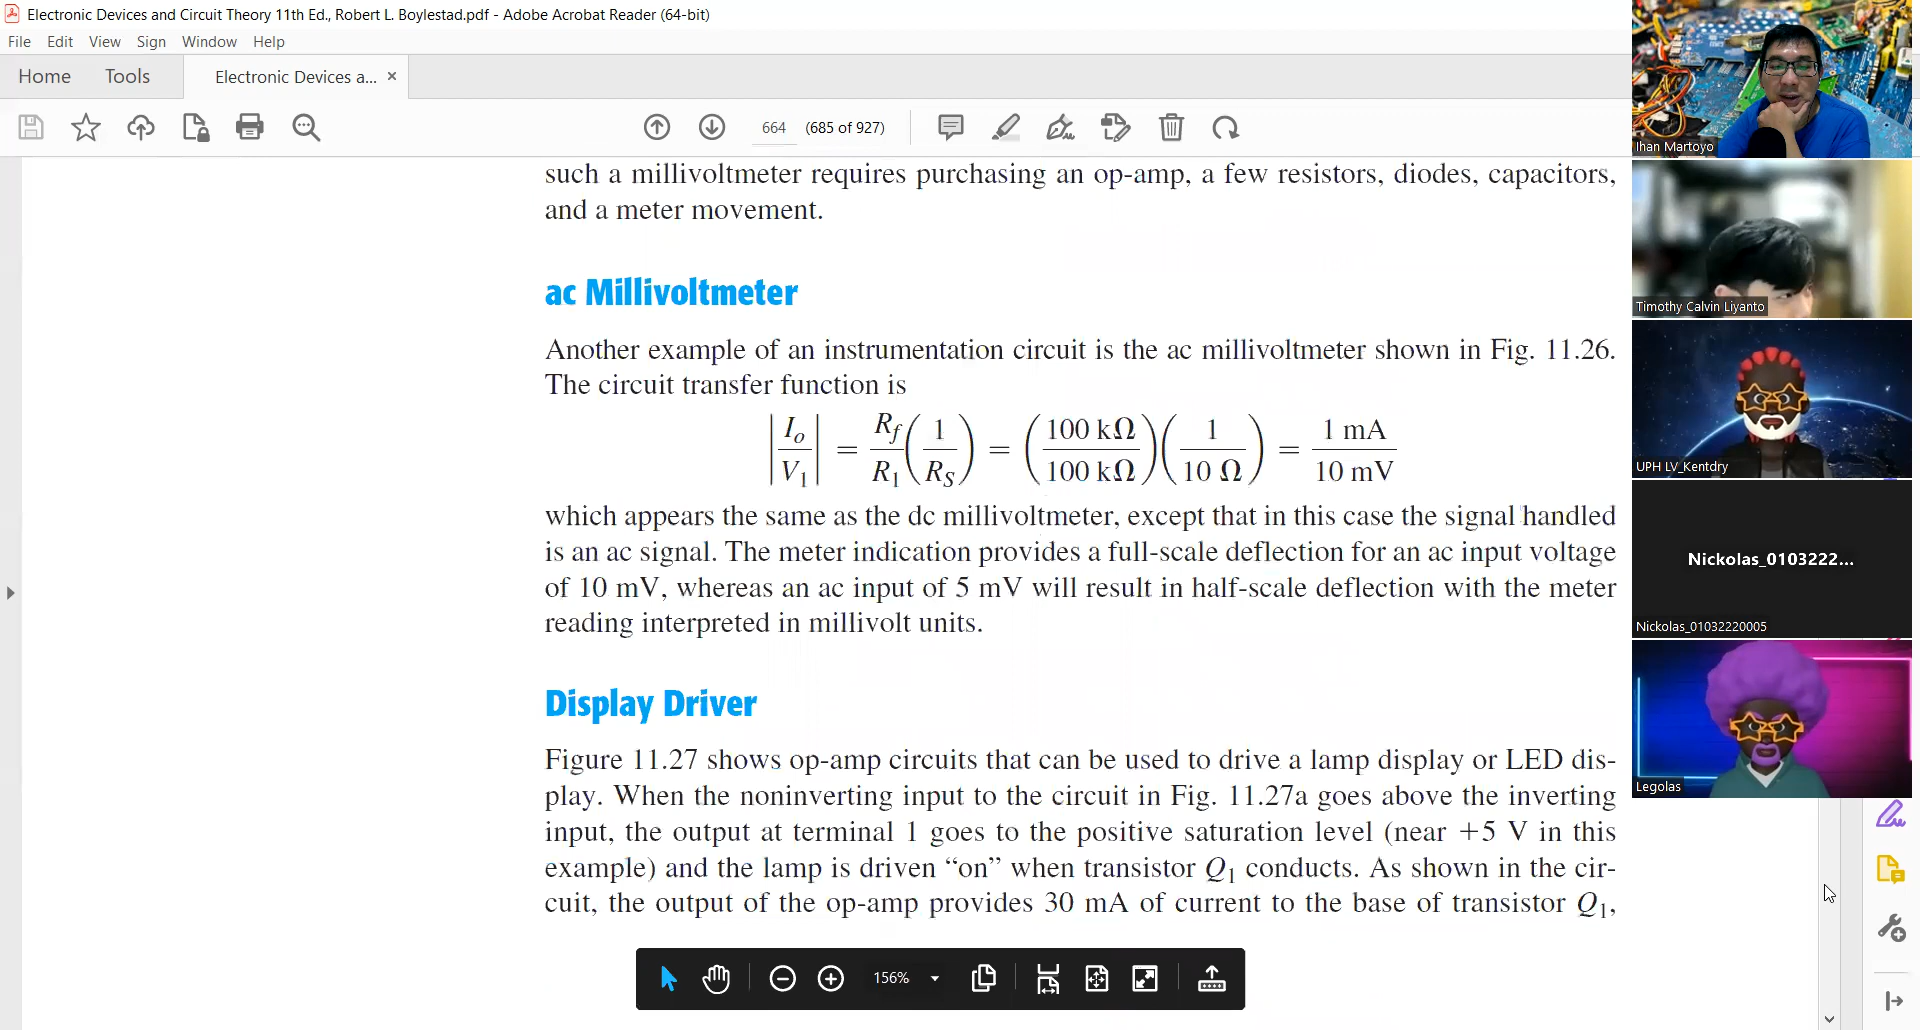 Electronic Devices and Circuit Theory 11th Ed., Robert L. Boylestad.pdf - Adobe Acrobat Reader (64-bit)
File Edit View Sign Window Help
Home Tools Electronic Devices a... ×
664 (685 of 927)
such a millivoltmeter requires purchasing an op-amp, a few resistors, diodes, capacitors,
and a meter movement.
ac Millivoltmeter
Another example of an instrumentation circuit is the ac millivoltmeter shown in Fig. 11.26.
The circuit transfer function is
|I_o/V_1| = R_f/R_1 (1/R_S) = (100 kΩ/100 kΩ)(1/10 Ω) = 1 mA/10 mV
which appears the same as the dc millivoltmeter, except that in this case the signal handled
is an ac signal. The meter indication provides a full-scale deflection for an ac input voltage
of 10 mV, whereas an ac input of 5 mV will result in half-scale deflection with the meter
reading interpreted in millivolt units.
Display Driver
Figure 11.27 shows op-amp circuits that can be used to drive a lamp display or LED dis-
play. When the noninverting input to the circuit in Fig. 11.27a goes above the inverting
input, the output at terminal 1 goes to the positive saturation level (near +5 V in this
example) and the lamp is driven “on” when transistor Q1 conducts. As shown in the cir-
cuit, the output of the op-amp provides 30 mA of current to the base of transistor Q1,
156%
Ihan Martoyo
Timothy Calvin Liyanto
UPH LV_Kentdry
Nickolas_0103222...
Nickolas_01032220005
Legolas